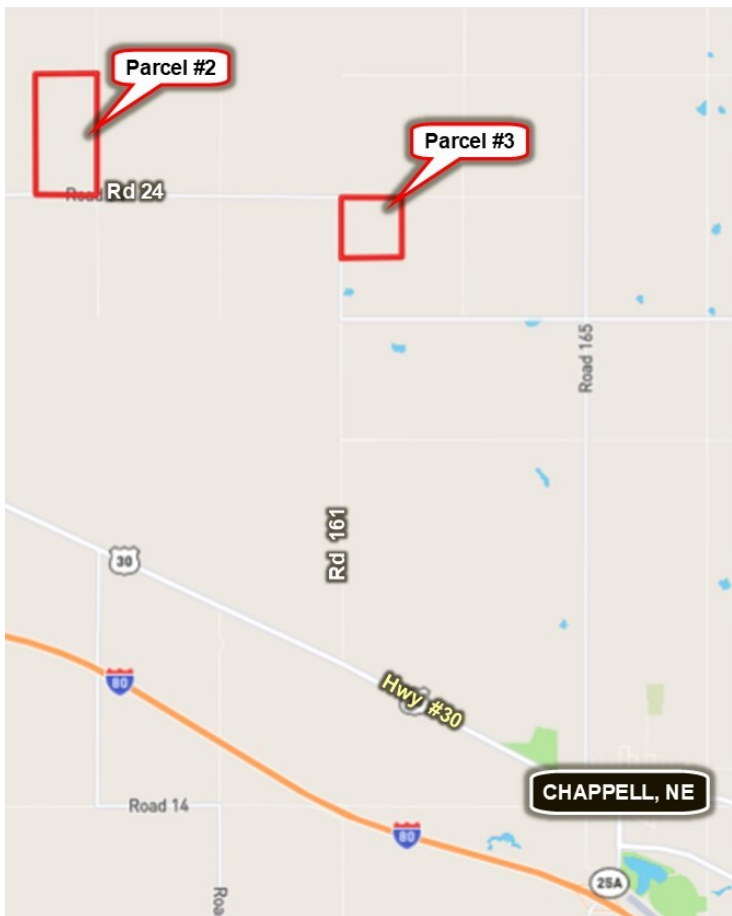 Parcel #2
Parcel #3
Road
Rd 24
Road 165
Rd 161
30
80
Hwy #30
CHAPPELL, NE
Road 14
80
25A